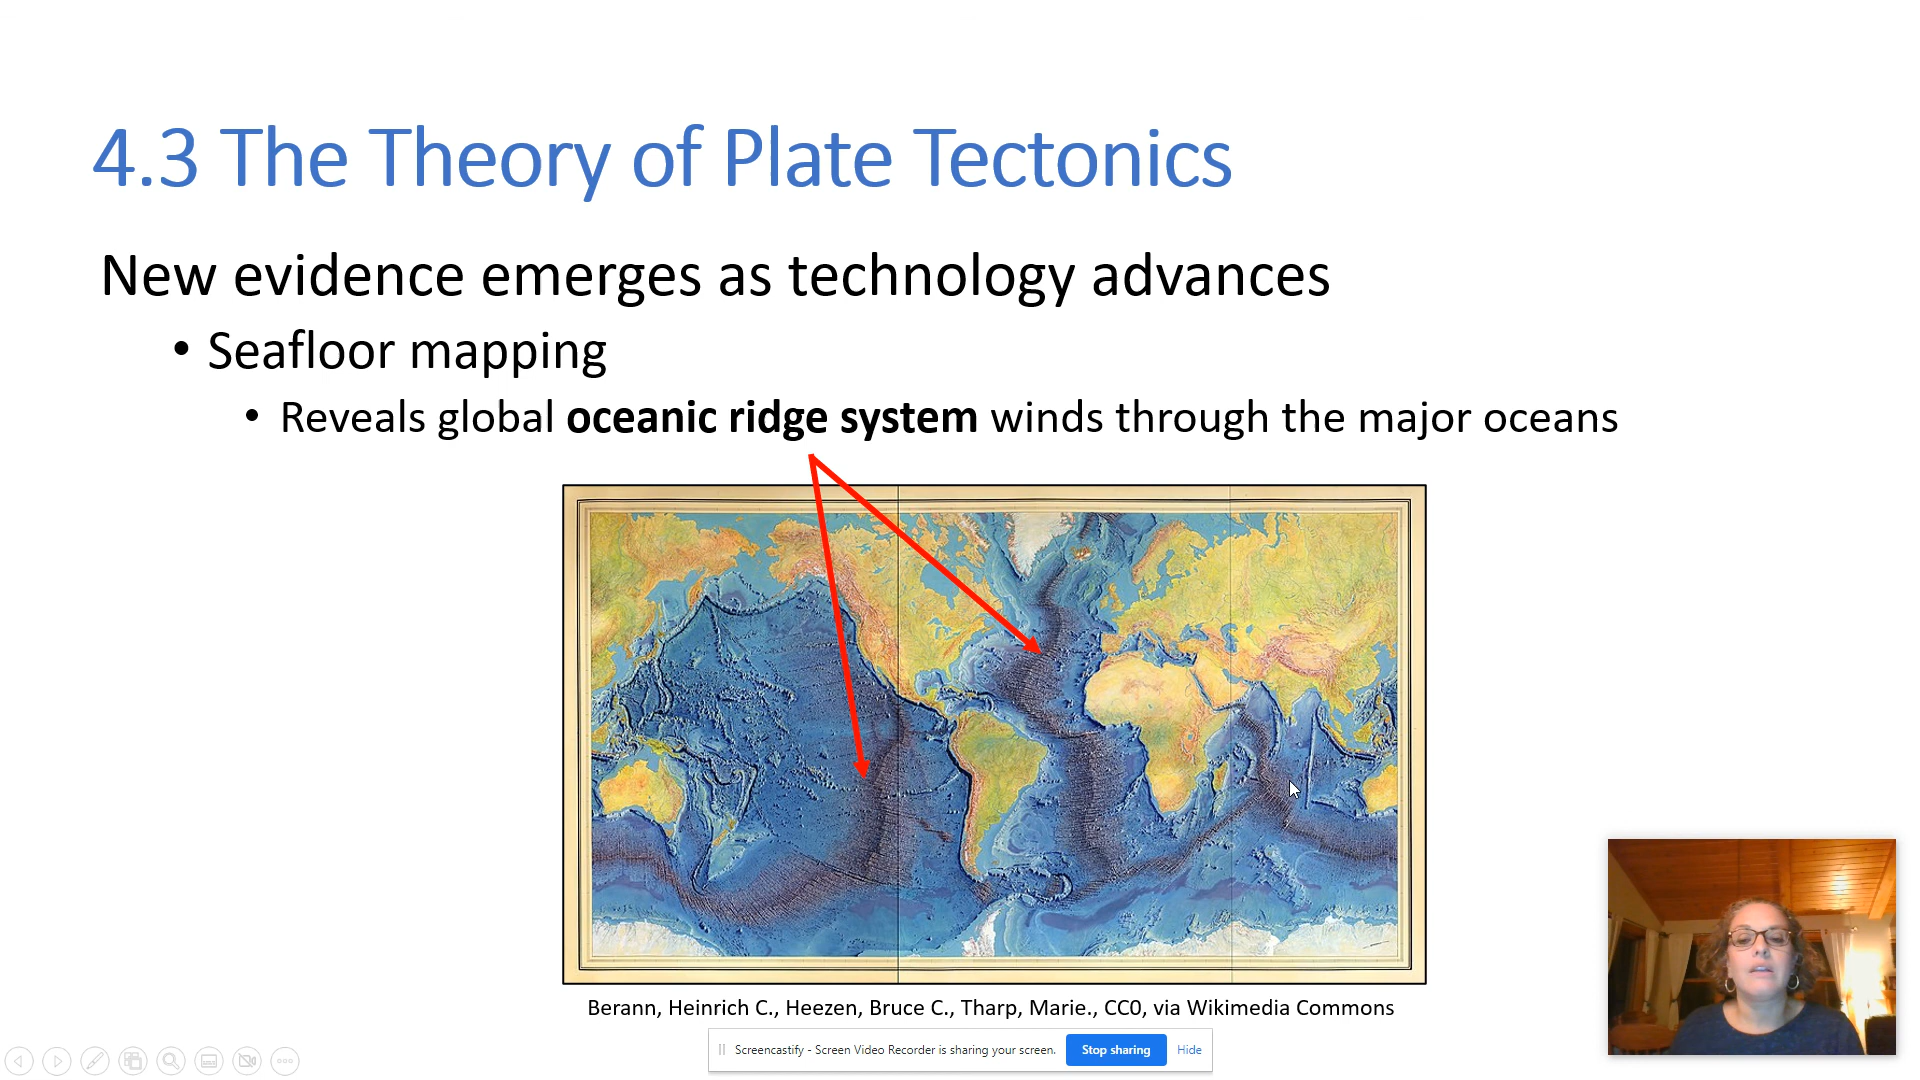 4.3 The Theory of Plate Tectonics
New evidence emerges as technology advances
• Seafloor mapping
• Reveals global oceanic ridge system winds through the major oceans
Berann, Heinrich C., Heezen, Bruce C., Tharp, Marie., CC0, via Wikimedia Commons
Screencastify - Screen Video Recorder is sharing your screen. Stop sharing Hide